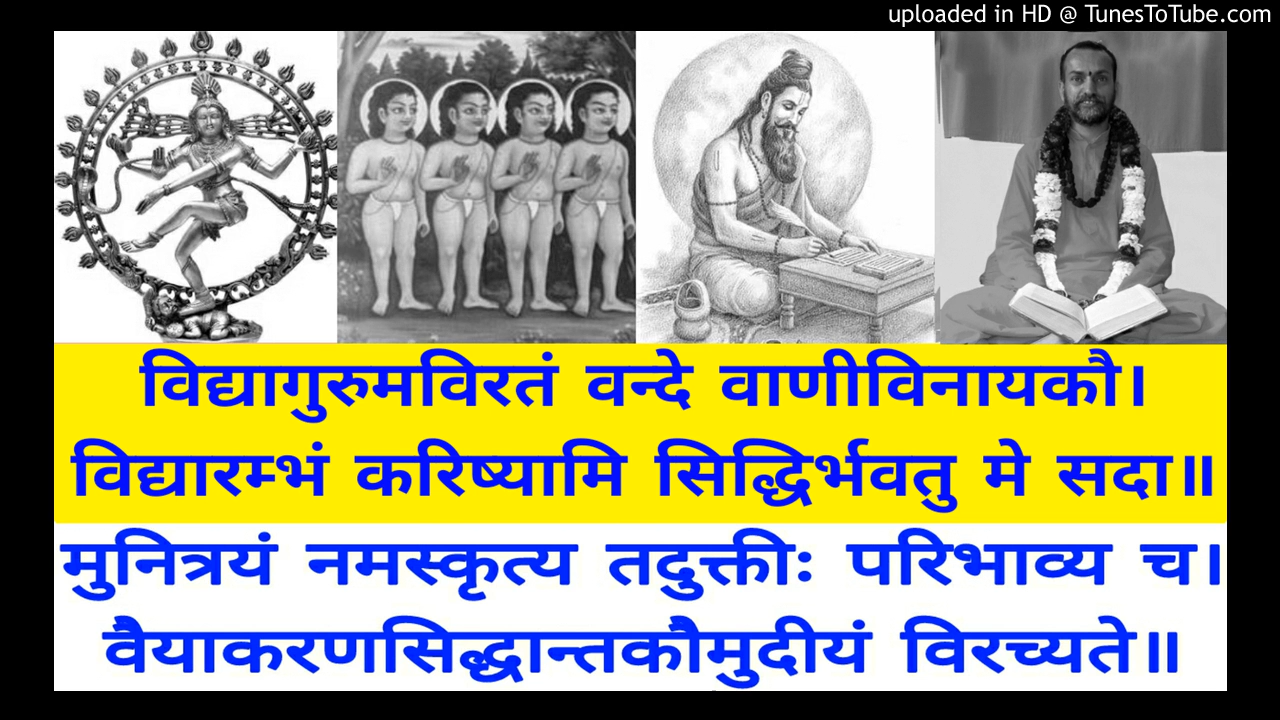 uploaded in HD @ TunesToTube.com
विद्यागुरुमविरतं वन्दे वाणीविनायकौ।
विद्यारम्भं करिष्यामि सिद्धिर्भवतु मे सदा॥
मुनित्रयं नमस्कृत्य तदुक्तीः परिभाव्य च।
वैयाकरणसिद्धान्तकौमुदीयं विरच्यते॥